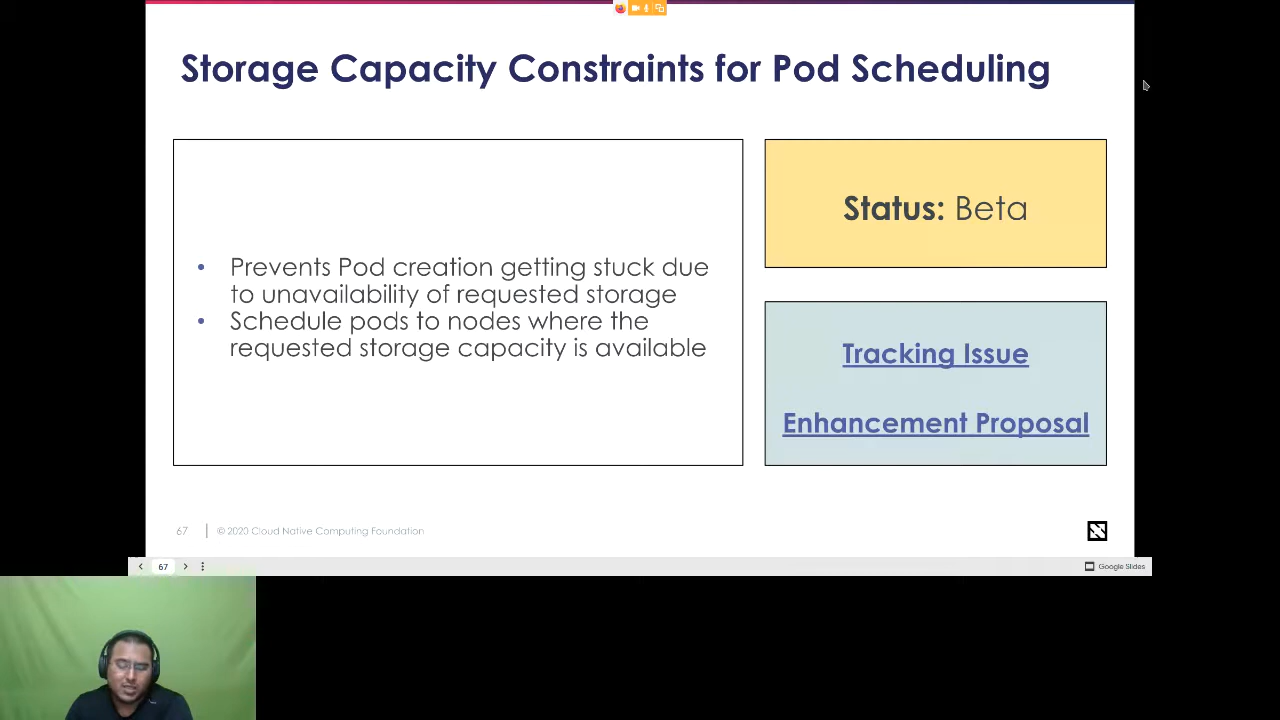 Storage Capacity Constraints for Pod Scheduling
• Prevents Pod creation getting stuck due
to unavailability of requested storage
• Schedule pods to nodes where the
requested storage capacity is available
Status: Beta
Tracking Issue
Enhancement Proposal
67
© 2020 Cloud Native Computing Foundation
67
Google Slides